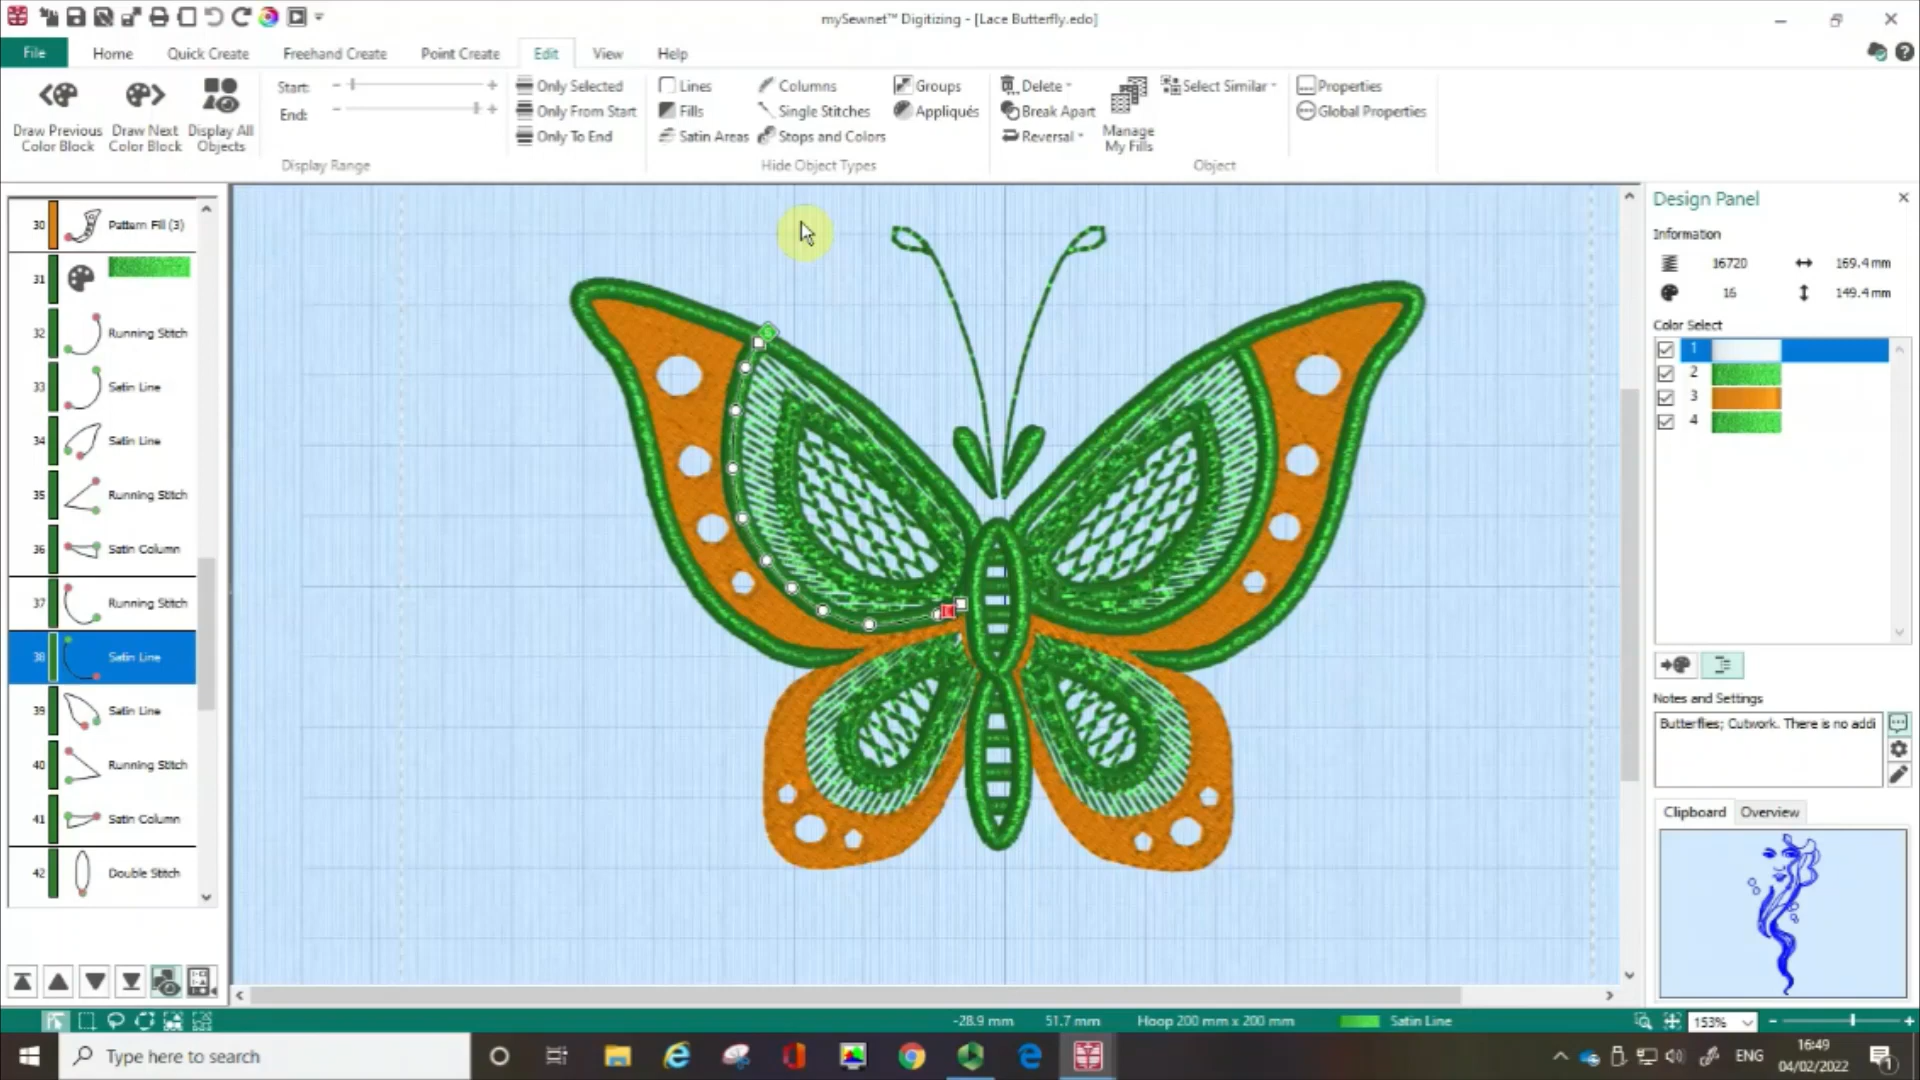 mySewnet™ Digitizing - [Lace Butterfly.edo]
File
Home
Quick Create
Freehand Create
Point Create
Edit
View
Help
Draw Previous
Color Block
Draw Next
Color Block
Display All
Objects
Start:
End:
Display Range
Only Selected
Only From Start
Only To End
Lines
Fills
Satin Areas
Columns
Single Stitches
Stops and Colors
Groups
Appliqués
Hide Object Types
Delete
Break Apart
Reversal
Manage
My Fills
Select Similar
Object
Properties
Global Properties
30 Pattern Fill (3)
31
32 Running Stitch
33 Satin Line
34 Satin Line
35 Running Stitch
36 Satin Column
37 Running Stitch
38 Satin Line
39 Satin Line
40 Running Stitch
41 Satin Column
42 Double Stitch
Design Panel
Information
16720 169.4 mm
16 149.4 mm
Color Select
1
2
3
4
Notes and Settings
Butterflies; Cutwork. There is no addi
Clipboard Overview
-28.9 mm 51.7 mm Hoop 200 mm x 200 mm Satin Line 153%
Type here to search
ENG
16:49
04/02/2022
1